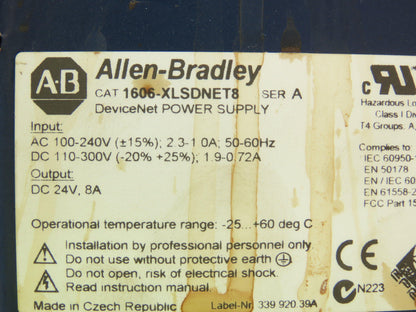 A-B Allen-Bradley
CAT 1606-XLSDNET8 SER A
DeviceNet POWER SUPPLY
Input:
AC 100-240V (±15%); 2.3-1.0A; 50-60Hz
DC 110-300V (-20% +25%); 1.9-0.72A
Output:
DC 24V, 8A
Operational temperature range: -25...+60 deg C
Installation by professional personnel only.
Do not use without protective earth
Do not open, risk of electrical shock.
Read instruction manual.
Made in Czech Republic Label-Nr. 339 920.39A
c RU
Hazardous Lo
Class I Div
T4 Groups. A,
Complies to:
IEC 60950-
EN 50178
EN / IEC 60
EN 61558-2
FCC Part 15
CE
N223